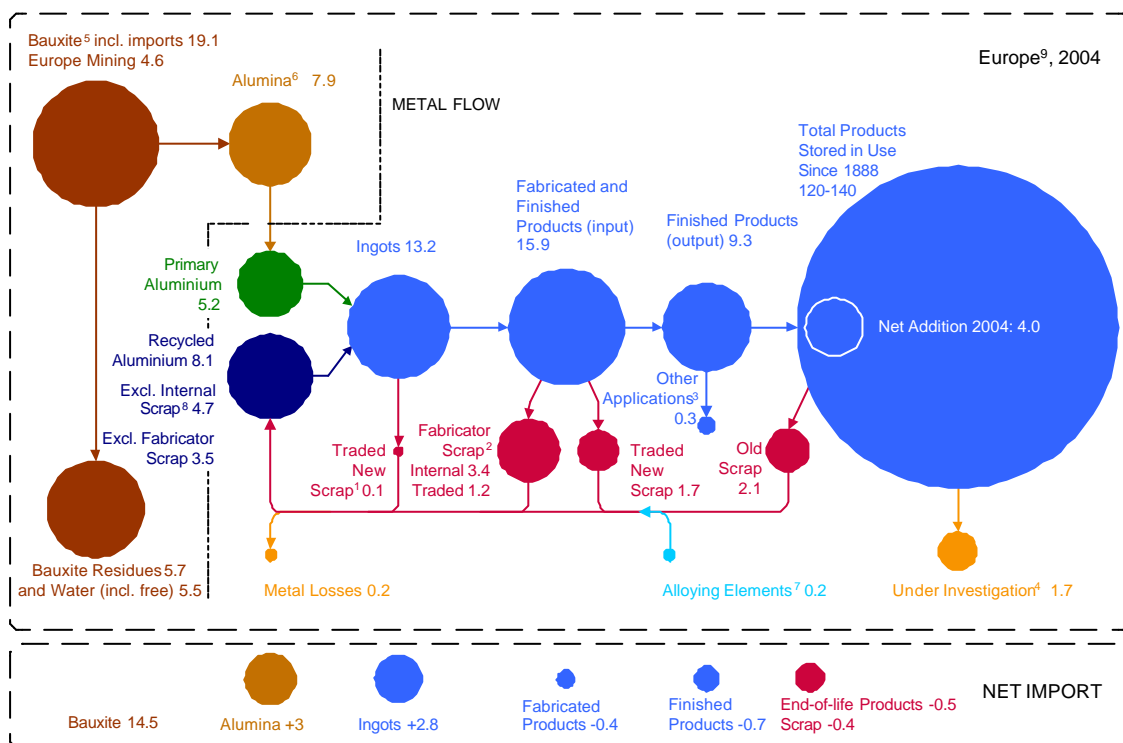 Bauxite⁵ incl. imports 19.1
Europe Mining 4.6
Alumina⁶ 7.9
METAL FLOW
Europe⁹, 2004
Total Products
Stored in Use
Since 1888
120-140
Fabricated and
Finished
Products (input)
15.9
Finished Products
(output) 9.3
Ingots 13.2
Primary
Aluminium
5.2
Net Addition 2004: 4.0
Recycled
Aluminium 8.1
Excl. Internal
Scrap⁸ 4.7
Excl. Fabricator
Scrap 3.5
Other
Applications³
0.3
Traded
New
Scrap¹ 0.1
Fabricator
Scrap²
Internal 3.4
Traded 1.2
Traded
New
Scrap 1.7
Old
Scrap
2.1
Bauxite Residues 5.7
and Water (incl. free) 5.5
Metal Losses 0.2
Alloying Elements⁷ 0.2
Under Investigation⁴ 1.7
Bauxite 14.5
Alumina +3
Ingots +2.8
Fabricated
Products -0.4
Finished
Products -0.7
End-of-life Products -0.5
Scrap -0.4
NET IMPORT